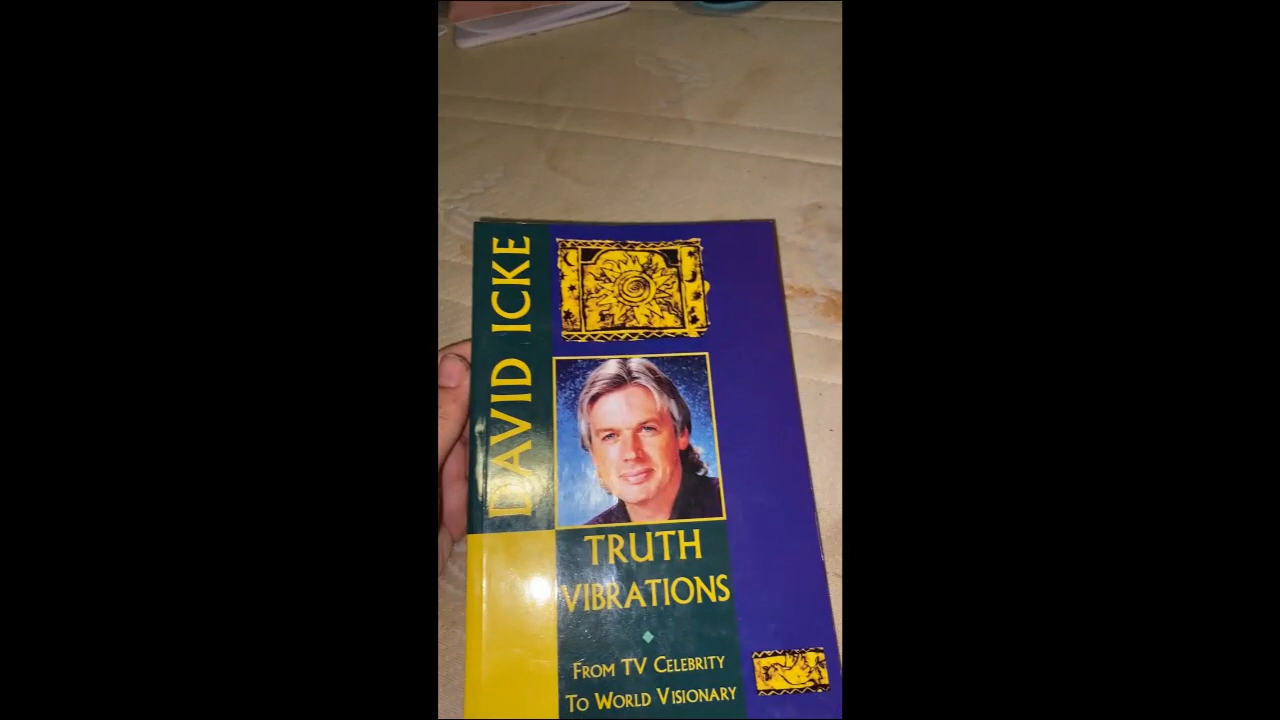 DAVID ICKE
TRUTH
VIBRATIONS
FROM TV CELEBRITY
TO WORLD VISIONARY